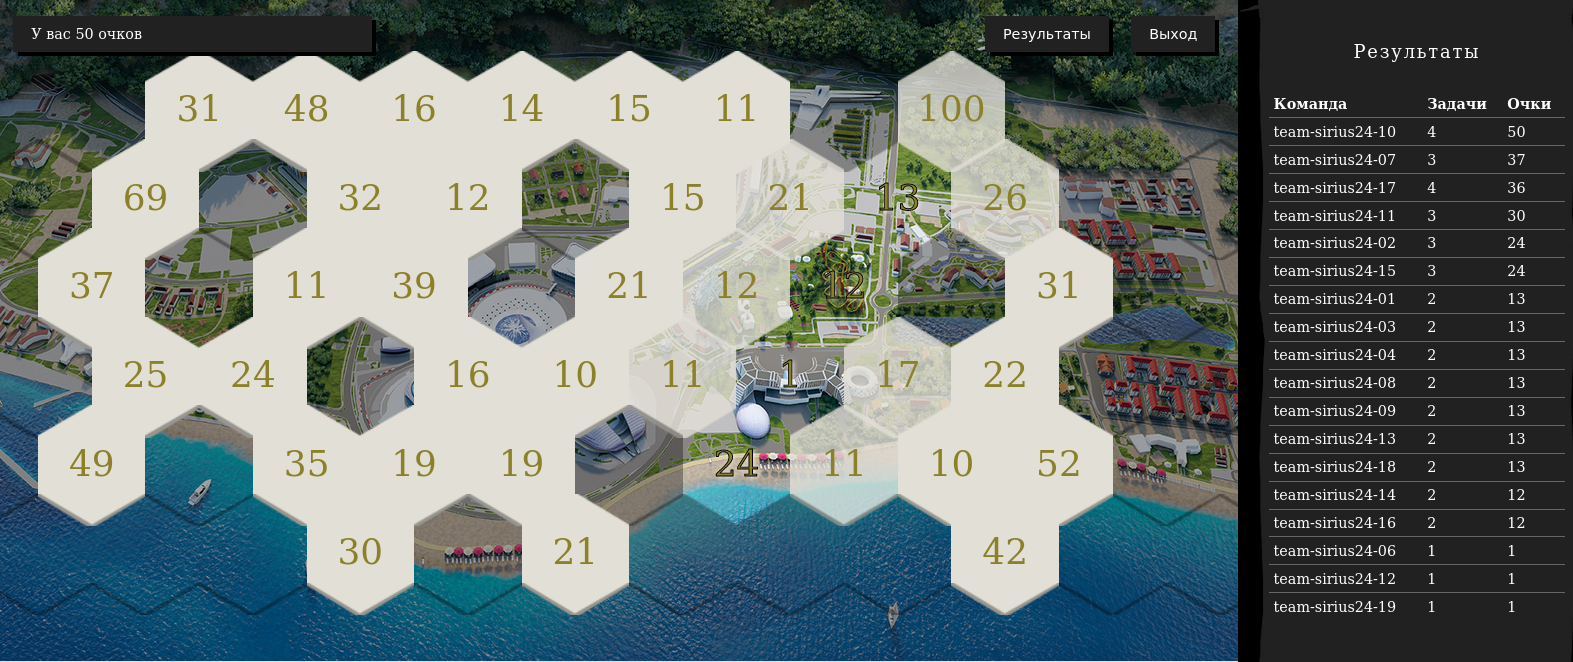 У вас 50 очков
Результаты
Выход
31 48 16 14 15 11 100
69 32 12 15 21 13 26
37 11 39 21 12 12 31
25 24 16 10 11 1 17 22
49 35 19 19 24 11 10 52
30 21 42
Результаты
Команда Задачи Очки
team-sirius24-10 4 50
team-sirius24-07 3 37
team-sirius24-17 4 36
team-sirius24-11 3 30
team-sirius24-02 3 24
team-sirius24-15 3 24
team-sirius24-01 2 13
team-sirius24-03 2 13
team-sirius24-04 2 13
team-sirius24-08 2 13
team-sirius24-09 2 13
team-sirius24-13 2 13
team-sirius24-18 2 13
team-sirius24-14 2 12
team-sirius24-16 2 12
team-sirius24-06 1 1
team-sirius24-12 1 1
team-sirius24-19 1 1